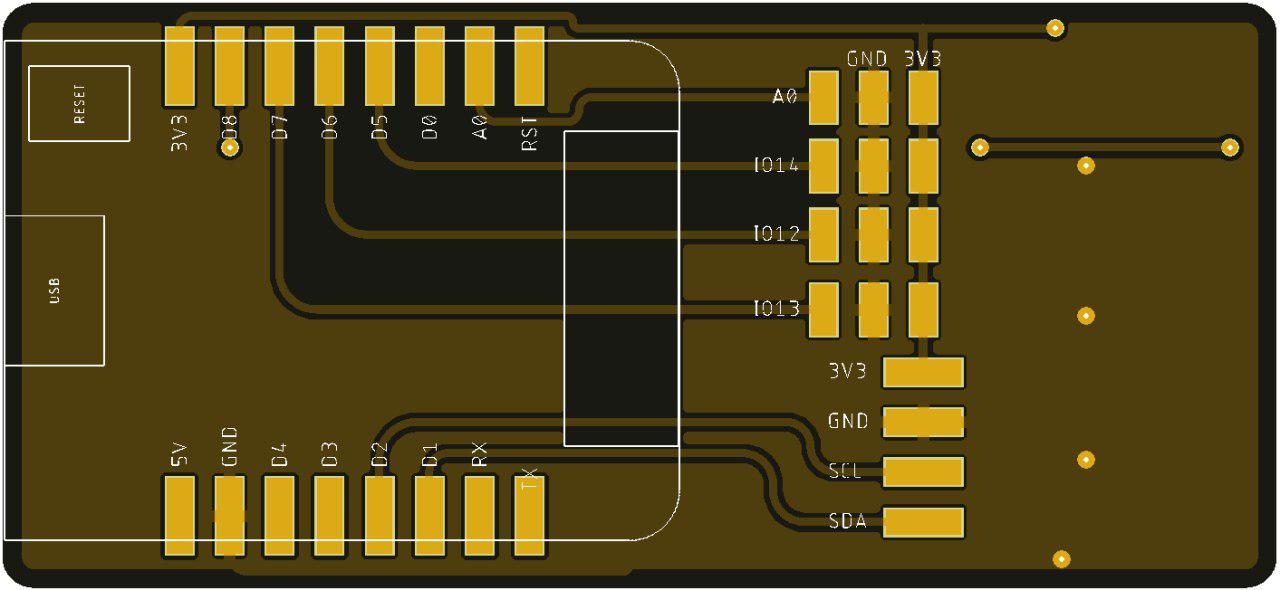 GND 3V3
RESET
A0
3V3 D8 D7 D6 D5 D0 A0 RST
IO14
IO12
USB
IO13
3V3
GND
5V GND D4 D3 D2 D1 RX TX
SCL
SDA